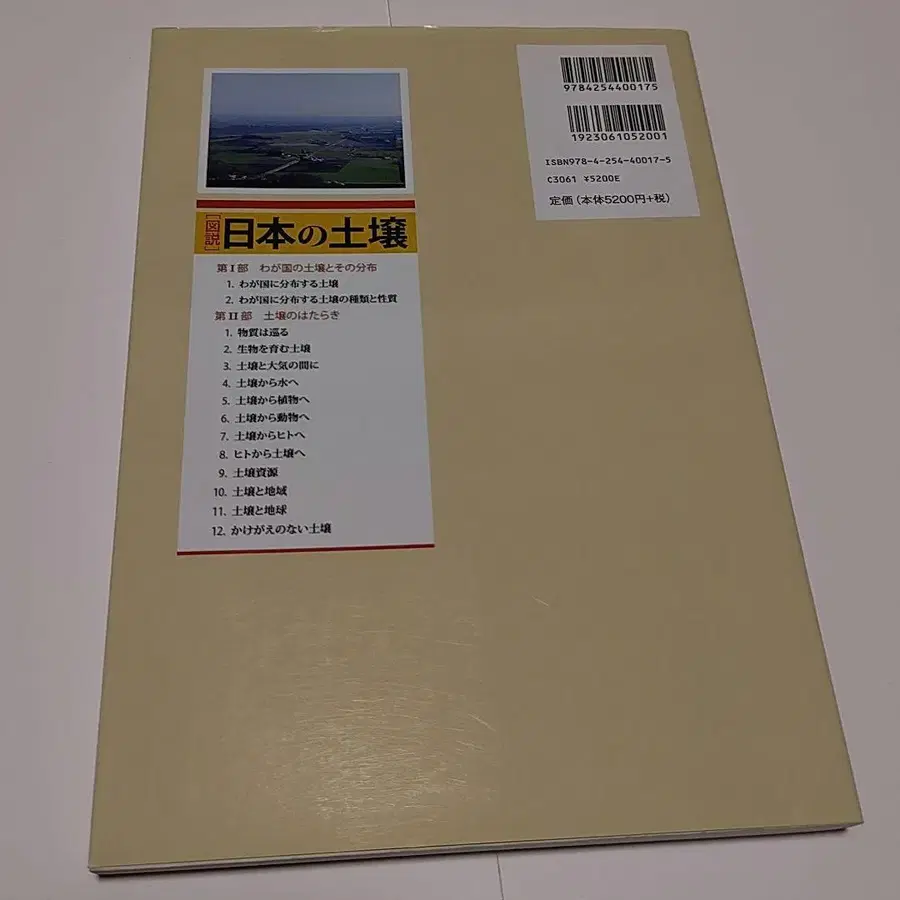 9784254400175
1923061052001
ISBN978-4-254-40017-5
C3061 ¥5200E
定価（本体5200円+税）
［図説］日本の土壌
第Ⅰ部 わが国の土壌とその分布
1. わが国に分布する土壌
2. わが国に分布する土壌の種類と性質
第Ⅱ部 土壌のはたらき
1. 物質は巡る
2. 生物を育む土壌
3. 土壌と大気の間に
4. 土壌から水へ
5. 土壌から植物へ
6. 土壌から動物へ
7. 土壌からヒトへ
8. ヒトから土壌へ
9. 土壌資源
10. 土壌と地域
11. 土壌と地球
12. かけがえのない土壌